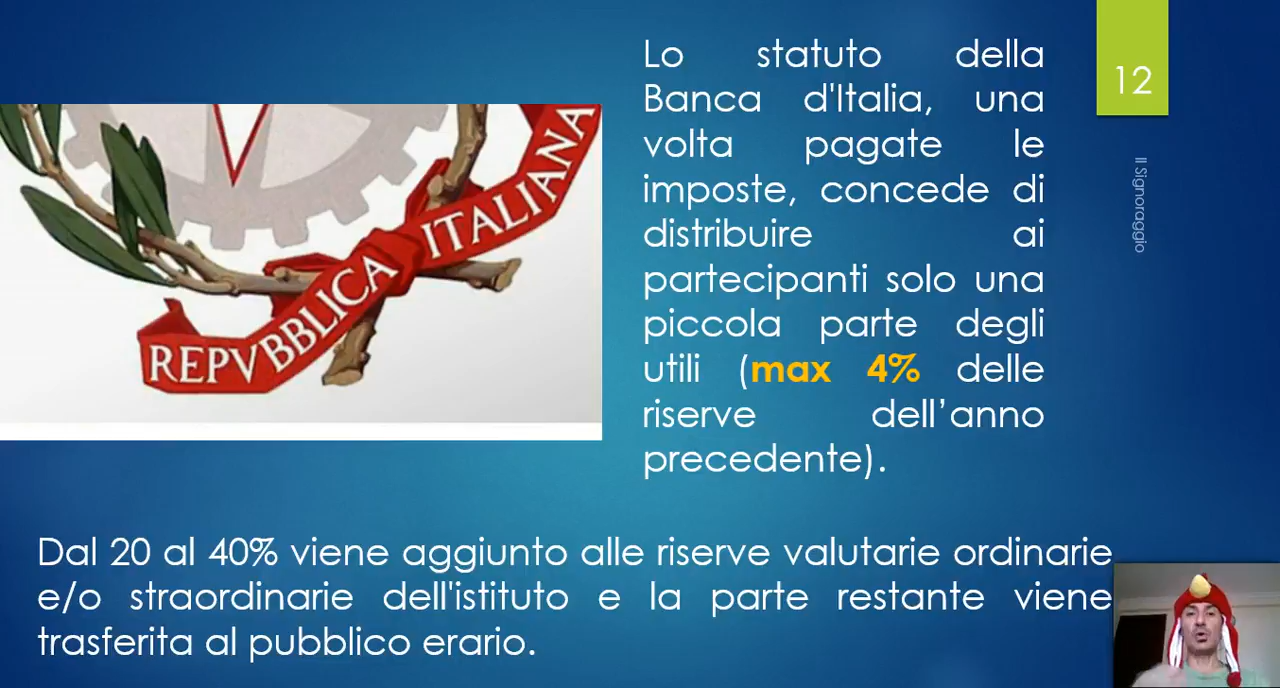 Lo statuto della
Banca d'Italia, una
volta pagate le
imposte, concede di
distribuire ai
partecipanti solo una
piccola parte degli
utili (max 4% delle
riserve dell’anno
precedente).
12
Il Signoraggio
REPVBBLICA ITALIANA
Dal 20 al 40% viene aggiunto alle riserve valutarie ordinarie
e/o straordinarie dell'istituto e la parte restante viene
trasferita al pubblico erario.